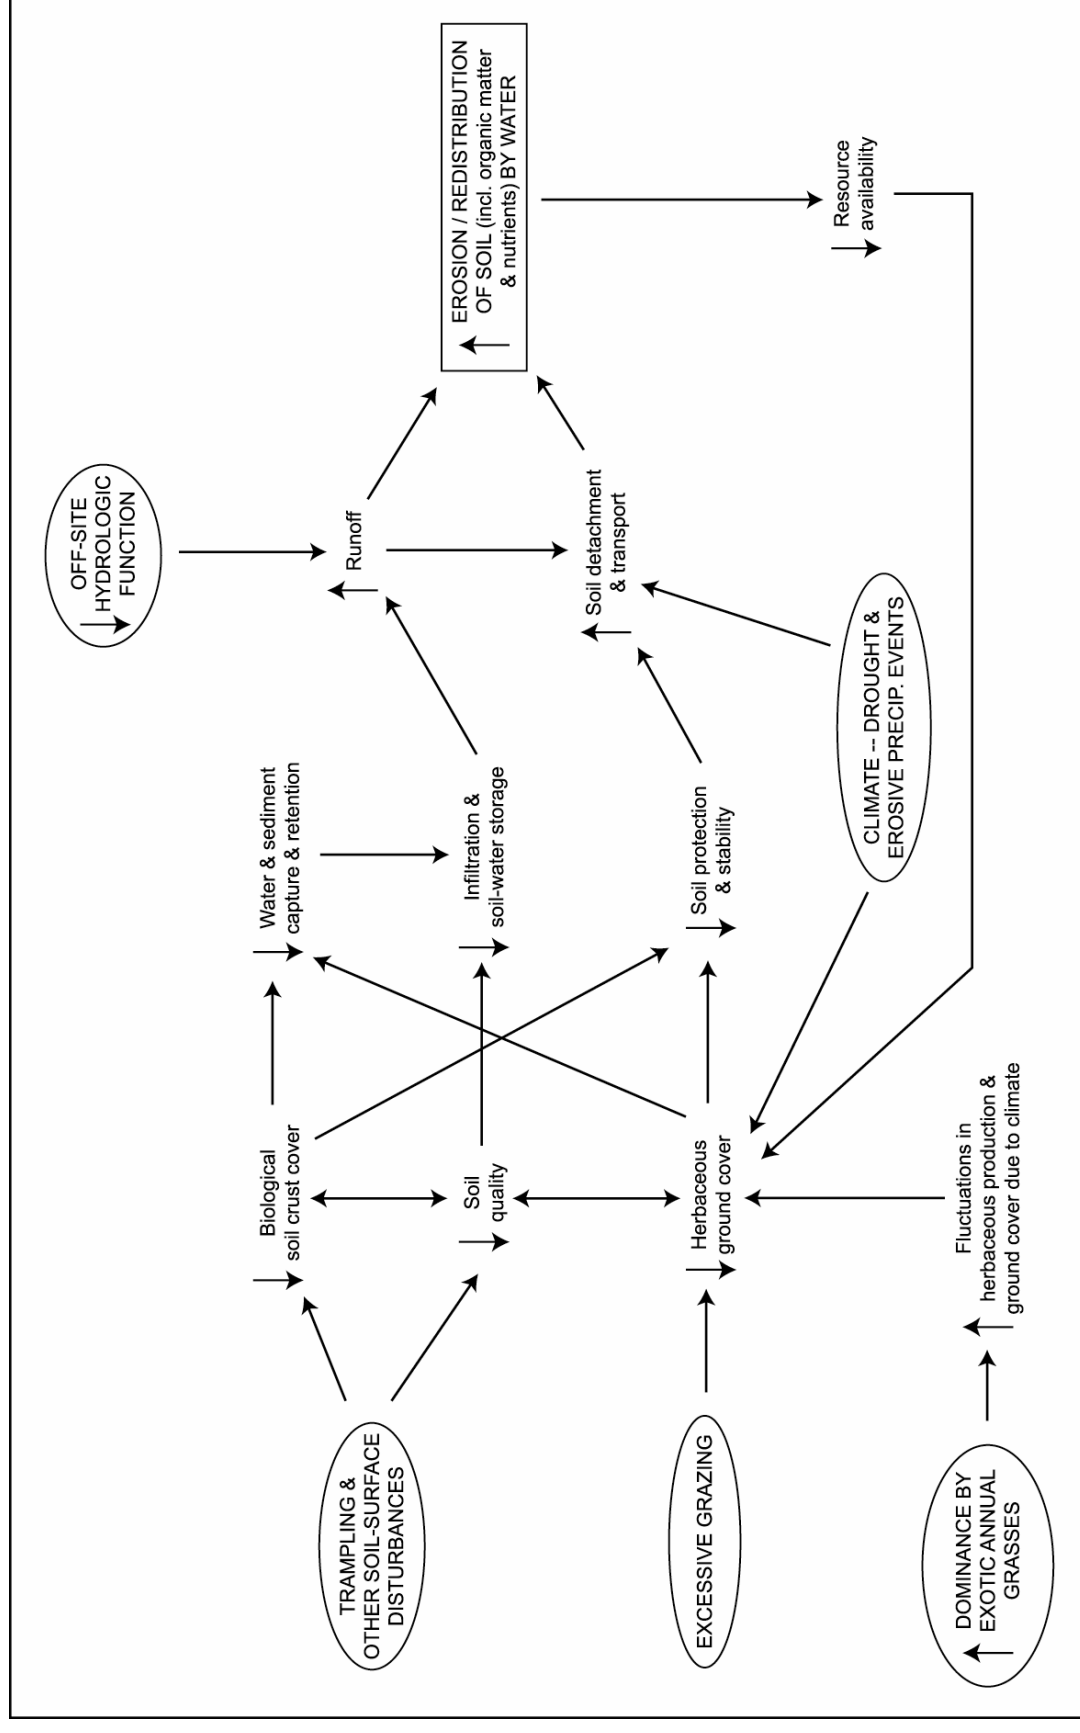 OFF-SITE
HYDROLOGIC
FUNCTION
Water & sediment
capture & retention
Biological
soil crust cover
TRAMPLING &
OTHER SOIL-SURFACE
DISTURBANCES
Runoff
EROSION / REDISTRIBUTION
OF SOIL (incl. organic matter
& nutrients) BY WATER
Infiltration &
soil-water storage
Soil
quality
Soil detachment
& transport
Soil protection
& stability
Herbaceous
ground cover
EXCESSIVE GRAZING
Resource
availability
CLIMATE -- DROUGHT &
EROSIVE PRECIP. EVENTS
Fluctuations in
herbaceous production &
ground cover due to climate
DOMINANCE BY
EXOTIC ANNUAL
GRASSES